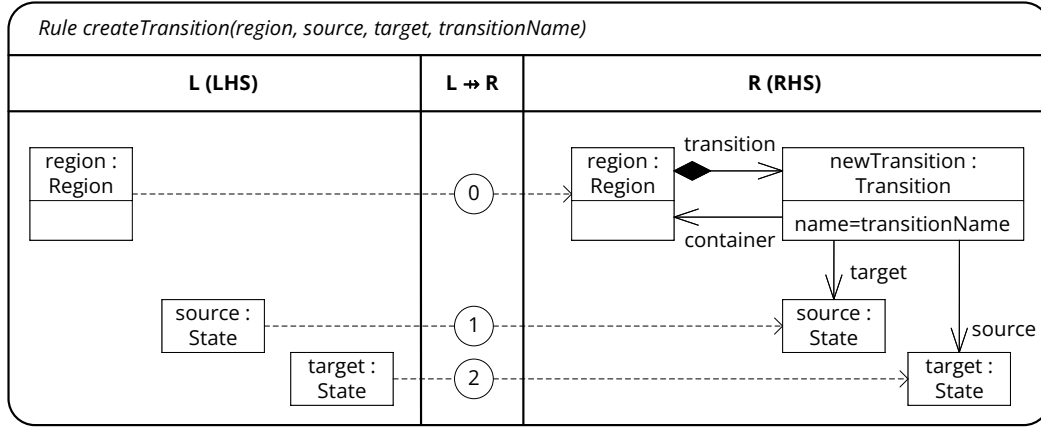 Rule createTransition(region, source, target, transitionName)
L (LHS)
L ⇸ R
R (RHS)
region :
Region
0
region :
Region
transition
container
newTransition :
Transition
name=transitionName
target
source
source :
State
1
source :
State
target :
State
2
target :
State